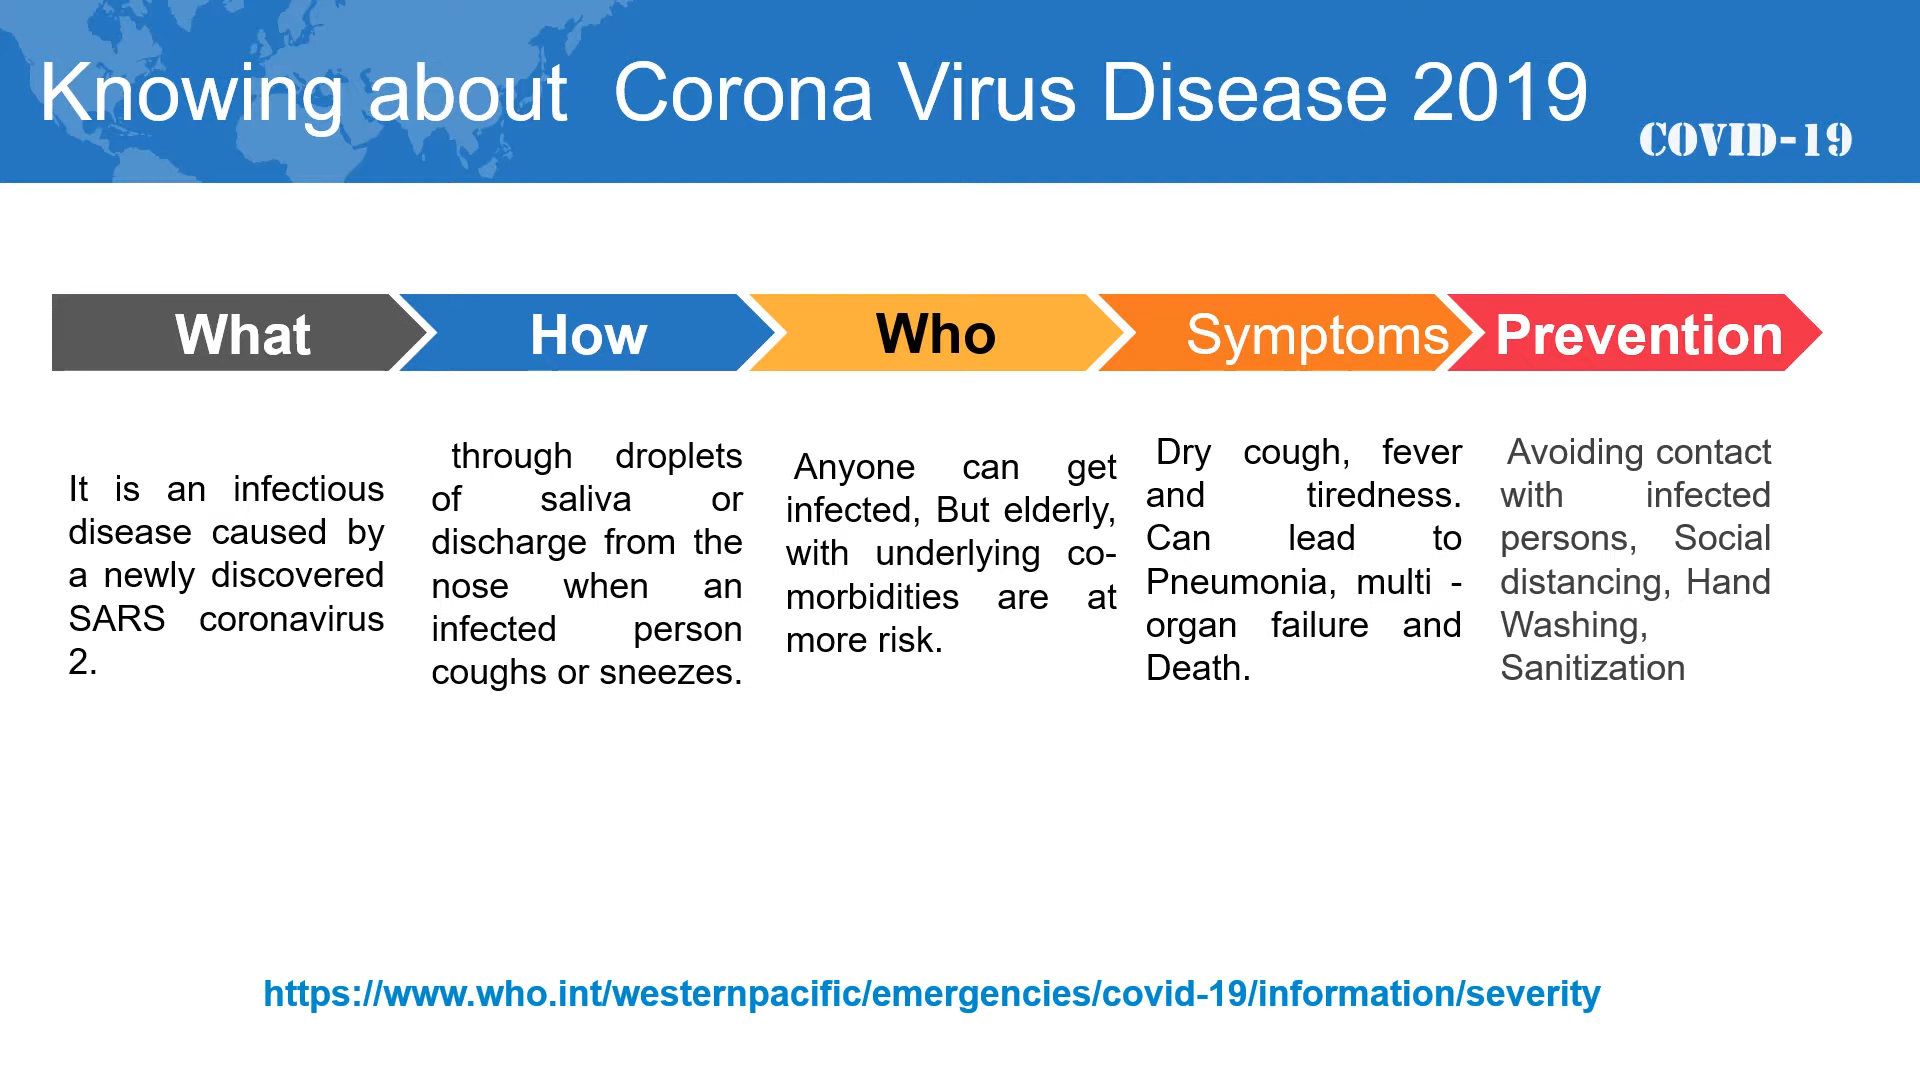 Knowing about Corona Virus Disease 2019
COVID-19
What
How
Who
Symptoms
Prevention
It is an infectious
disease caused by
a newly discovered
SARS coronavirus
2.
through droplets
of saliva or
discharge from the
nose when an
infected person
coughs or sneezes.
Anyone can get
infected, But elderly,
with underlying co-
morbidities are at
more risk.
Dry cough, fever
and tiredness.
Can lead to
Pneumonia, multi -
organ failure and
Death.
Avoiding contact
with infected
persons, Social
distancing, Hand
Washing,
Sanitization
https://www.who.int/westernpacific/emergencies/covid-19/information/severity